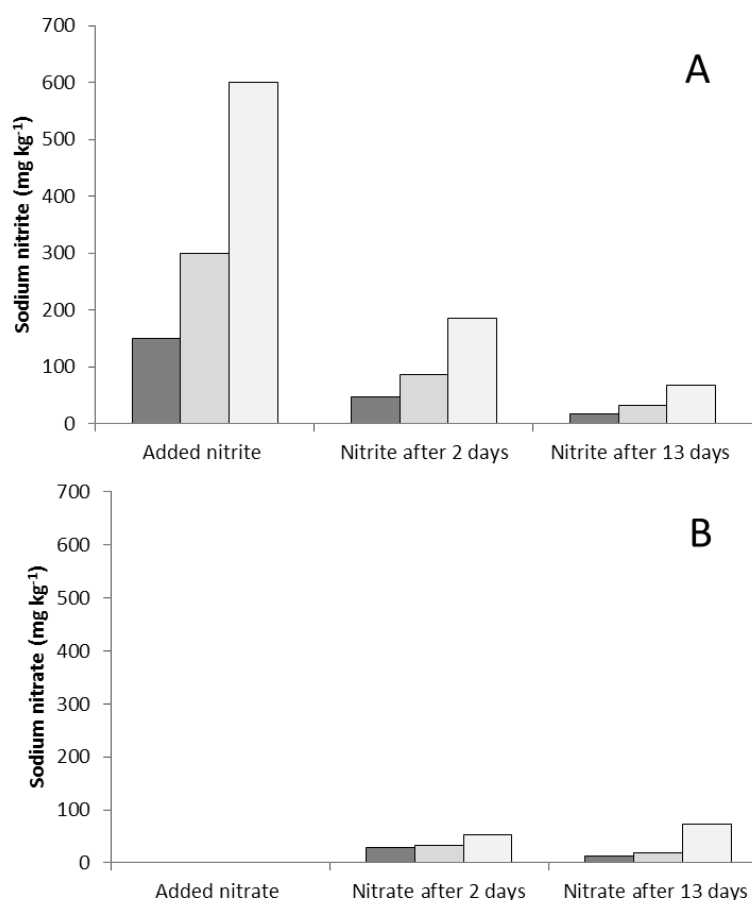 A
Sodium nitrite (mg kg⁻¹)
700
600
500
400
300
200
100
0
Added nitrite
Nitrite after 2 days
Nitrite after 13 days
B
Sodium nitrate (mg kg⁻¹)
700
600
500
400
300
200
100
0
Added nitrate
Nitrate after 2 days
Nitrate after 13 days